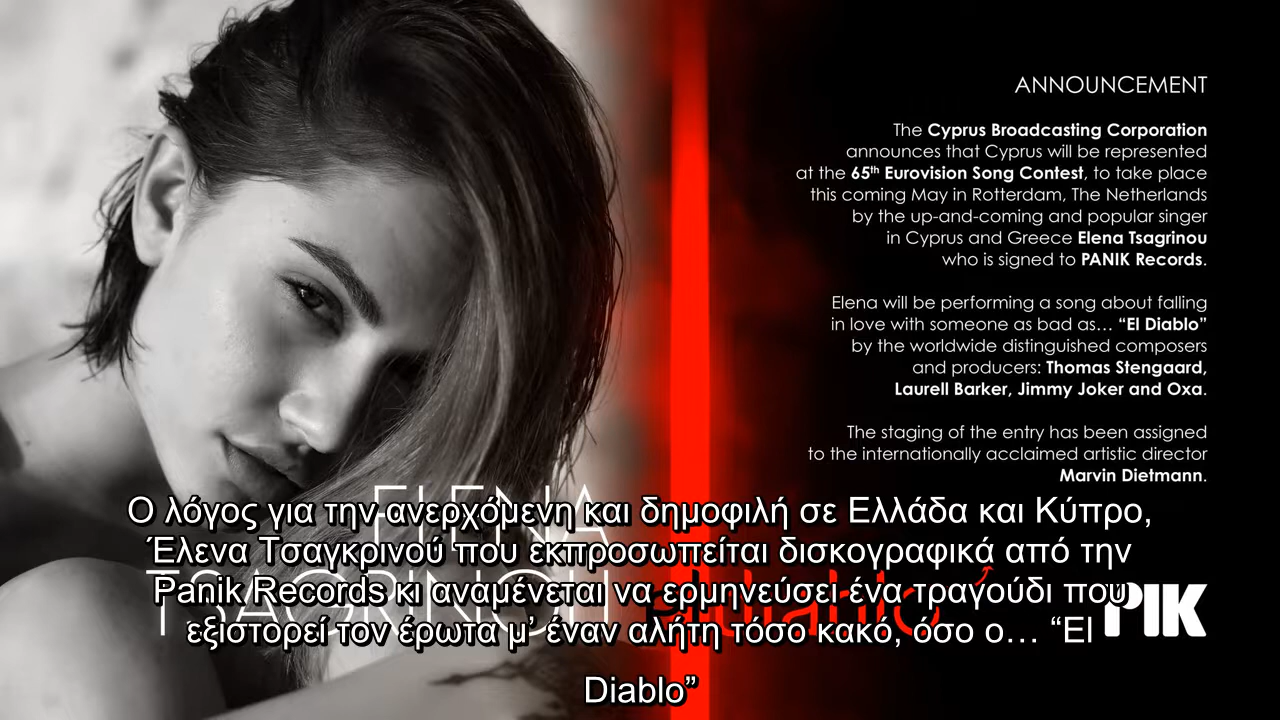 ANNOUNCEMENT
The Cyprus Broadcasting Corporation
announces that Cyprus will be represented
at the 65th Eurovision Song Contest, to take place
this coming May in Rotterdam, The Netherlands
by the up-and-coming and popular singer
in Cyprus and Greece Elena Tsagrinou
who is signed to PANIK Records.
Elena will be performing a song about falling
in love with someone as bad as... “El Diablo”
by the worldwide distinguished composers
and producers: Thomas Stengaard,
Laurell Barker, Jimmy Joker and Oxa.
The staging of the entry has been assigned
to the internationally acclaimed artistic director
Marvin Dietmann.
ELENA
TSAGRINOU
el diablo
PIK
Ο λόγος για την ανερχόμενη και δημοφιλή σε Ελλάδα και Κύπρο,
Έλενα Τσαγκρινού που εκπροσωπείται δισκογραφικά από την
Panik Records κι αναμένεται να ερμηνεύσει ένα τραγούδι που
εξιστορεί τον έρωτα μ’ έναν αλήτη τόσο κακό, όσο ο… “El
Diablo”